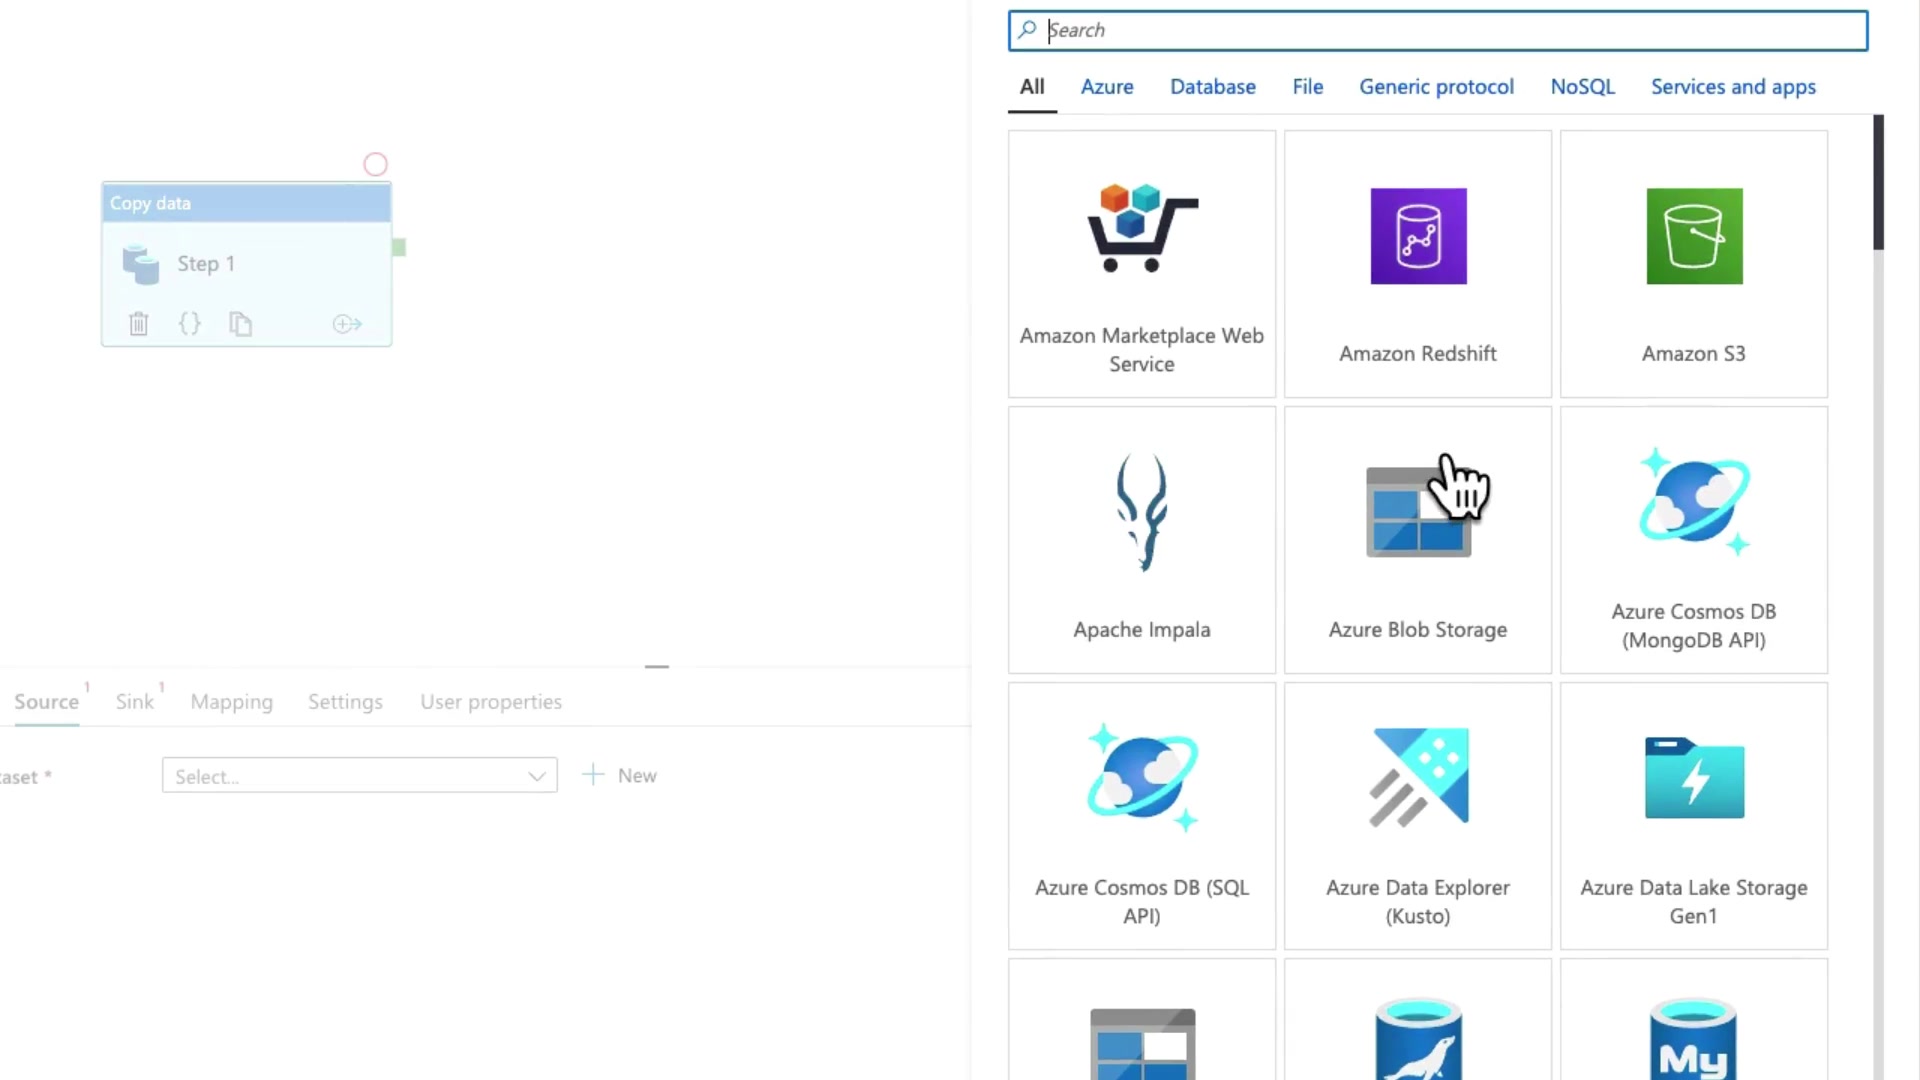 Search
All Azure Database File Generic protocol NoSQL Services and apps
Copy data
Step 1
Amazon Marketplace Web
Service
Amazon Redshift
Amazon S3
Apache Impala
Azure Blob Storage
Azure Cosmos DB
(MongoDB API)
Source 1 Sink 1 Mapping Settings User properties
taset *
Select...
New
Azure Cosmos DB (SQL
API)
Azure Data Explorer
(Kusto)
Azure Data Lake Storage
Gen1
My